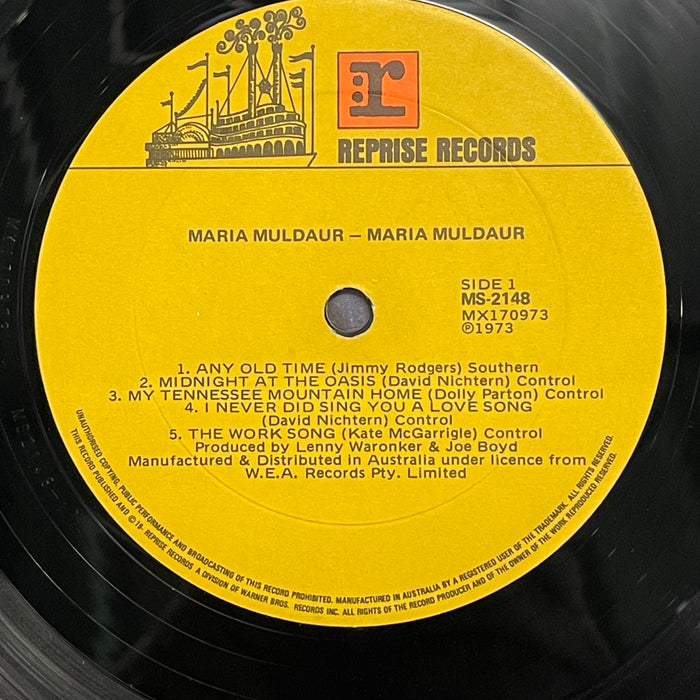 r
REPRISE RECORDS
MARIA MULDAUR – MARIA MULDAUR
SIDE 1
MS-2148
MX170973
Ⓟ1973
1. ANY OLD TIME (Jimmy Rodgers) Southern
2. MIDNIGHT AT THE OASIS (David Nichtern) Control
3. MY TENNESSEE MOUNTAIN HOME (Dolly Parton) Control
4. I NEVER DID SING YOU A LOVE SONG
(David Nichtern) Control
5. THE WORK SONG (Kate McGarrigle) Control
Produced by Lenny Waronker & Joe Boyd
Manufactured & Distributed in Australia under licence from
W.E.A. Records Pty. Limited
UNAUTHORISED COPYING, PUBLIC PERFORMANCE AND BROADCASTING OF THIS RECORD PROHIBITED. MANUFACTURED IN AUSTRALIA BY A REGISTERED USER OF THE TRADEMARK. ALL RIGHTS RESERVED.
THIS RECORD PUBLISHED AND © 19- REPRISE RECORDS A DIVISION OF WARNER BROS. RECORDS INC. ALL RIGHTS OF THE RECORD PRODUCER AND OF THE OWNER OF THE WORK REPRODUCED RESERVED.